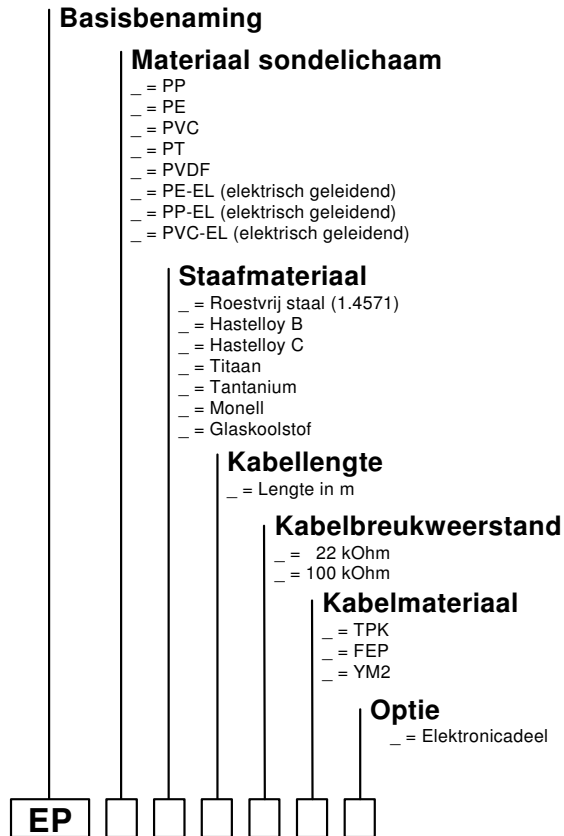 Basisbenaming
Materiaal sondelichaam
_ = PP
_ = PE
_ = PVC
_ = PT
_ = PVDF
_ = PE-EL (elektrisch geleidend)
_ = PP-EL (elektrisch geleidend)
_ = PVC-EL (elektrisch geleidend)
Staafmateriaal
_ = Roestvrij staal (1.4571)
_ = Hastelloy B
_ = Hastelloy C
_ = Titaan
_ = Tantanium
_ = Monell
_ = Glaskoolstof
Kabellengte
_ = Lengte in m
Kabelbreukweerstand
_ = 22 kOhm
_ = 100 kOhm
Kabelmateriaal
_ = TPK
_ = FEP
_ = YM2
Optie
_ = Elektronicadeel
EP